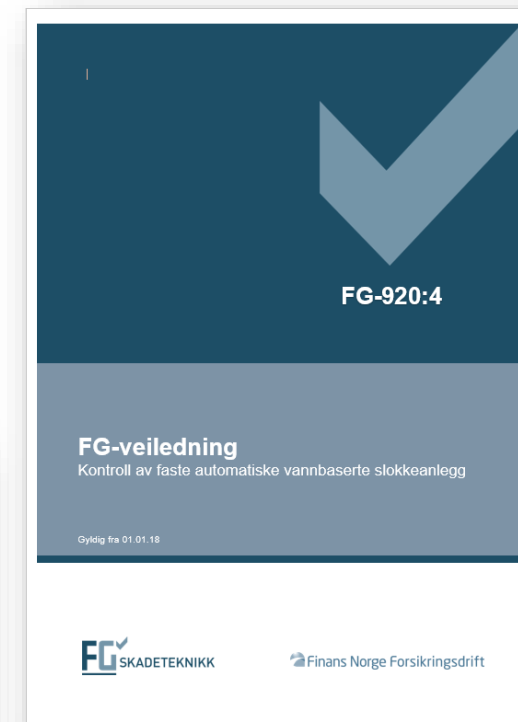 FG-920:4
FG-veiledning
Kontroll av faste automatiske vannbaserte slokkeanlegg
Gyldig fra 01.01.18
FG SKADETEKNIKK
Finans Norge Forsikringsdrift